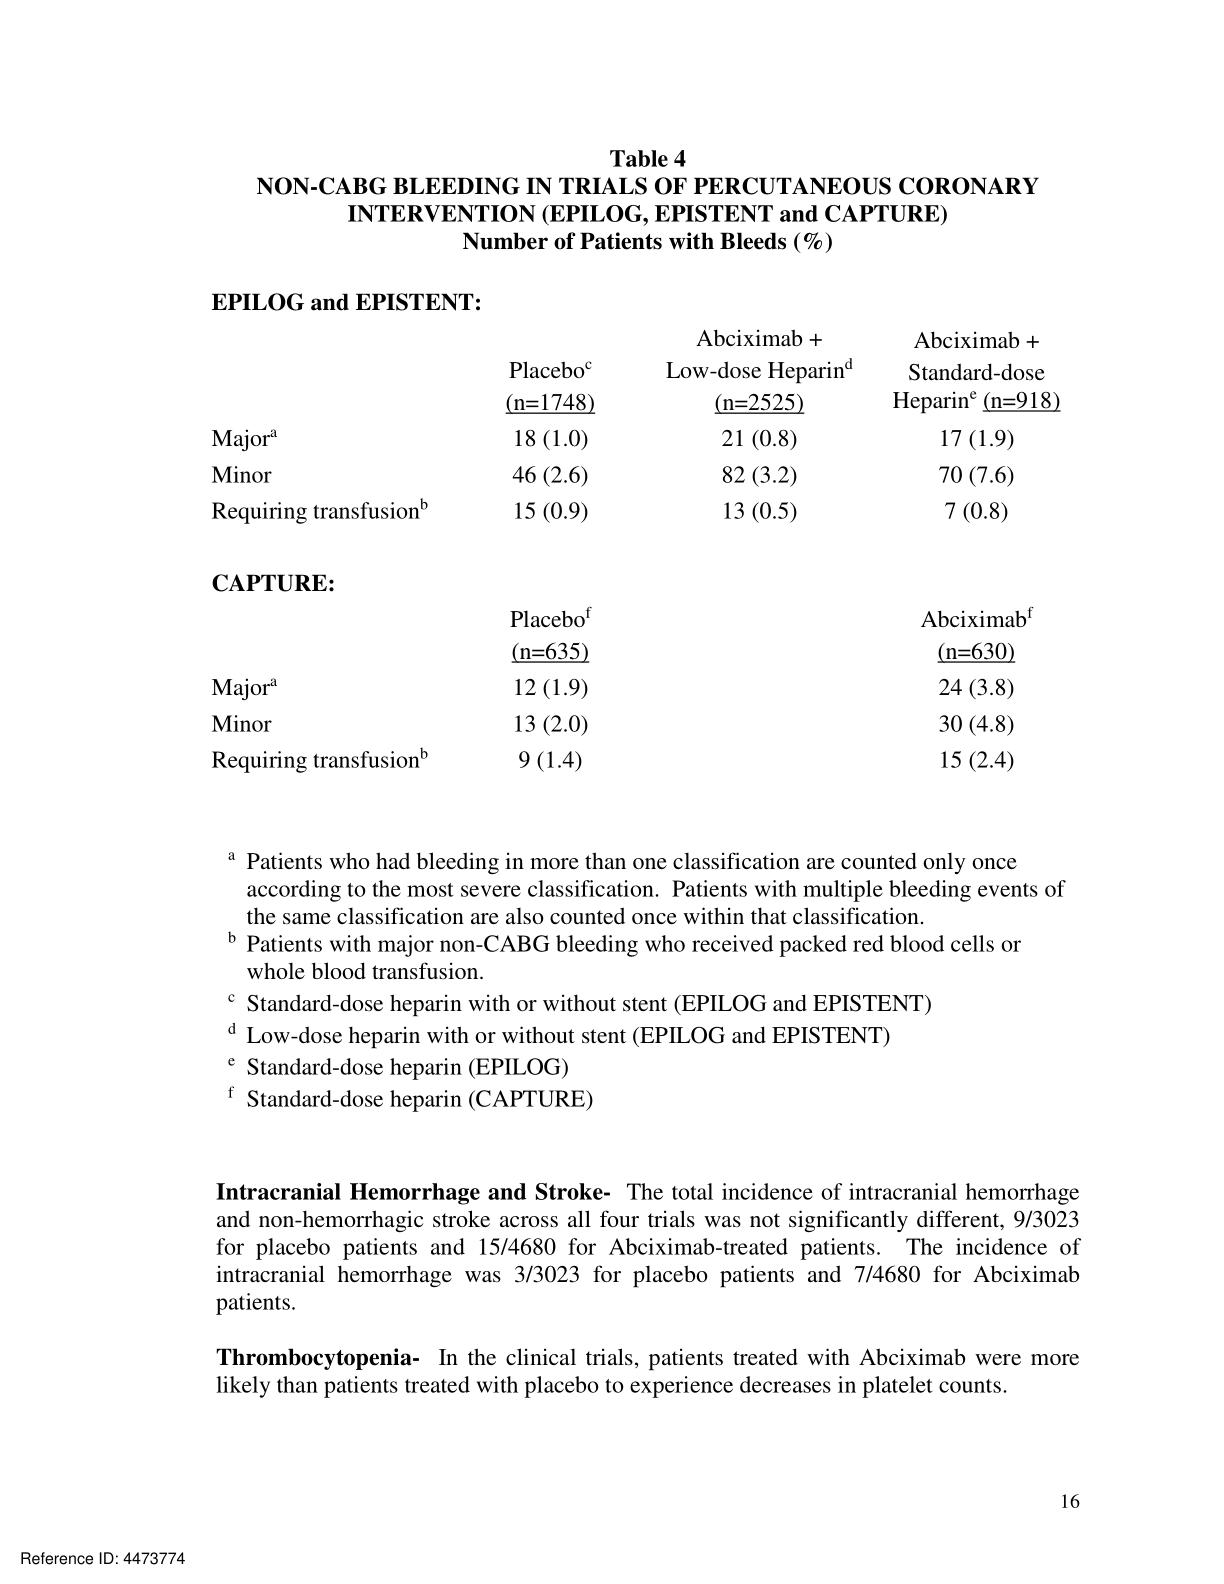 Table 4
NON-CABG BLEEDING IN TRIALS OF PERCUTANEOUS CORONARY
INTERVENTION (EPILOG, EPISTENT and CAPTURE)
Number of Patients with Bleeds (%)
EPILOG and EPISTENT:
Placeboᶜ (n=1748)
Abciximab +
Low-dose Heparinᵈ
(n=2525)
Abciximab +
Standard-dose
Heparinᵉ (n=918)
Majorᵃ 18 (1.0) 21 (0.8) 17 (1.9)
Minor 46 (2.6) 82 (3.2) 70 (7.6)
Requiring transfusionᵇ 15 (0.9) 13 (0.5) 7 (0.8)
CAPTURE:
Placeboᶠ Abciximabᶠ
(n=635) (n=630)
Majorᵃ 12 (1.9) 24 (3.8)
Minor 13 (2.0) 30 (4.8)
Requiring transfusionᵇ 9 (1.4) 15 (2.4)
ᵃ Patients who had bleeding in more than one classification are counted only once
according to the most severe classification. Patients with multiple bleeding events of
the same classification are also counted once within that classification.
ᵇ Patients with major non-CABG bleeding who received packed red blood cells or
whole blood transfusion.
ᶜ Standard-dose heparin with or without stent (EPILOG and EPISTENT)
ᵈ Low-dose heparin with or without stent (EPILOG and EPISTENT)
ᵉ Standard-dose heparin (EPILOG)
ᶠ Standard-dose heparin (CAPTURE)
Intracranial Hemorrhage and Stroke- The total incidence of intracranial hemorrhage
and non-hemorrhagic stroke across all four trials was not significantly different, 9/3023
for placebo patients and 15/4680 for Abciximab-treated patients. The incidence of
intracranial hemorrhage was 3/3023 for placebo patients and 7/4680 for Abciximab
patients.
Thrombocytopenia- In the clinical trials, patients treated with Abciximab were more
likely than patients treated with placebo to experience decreases in platelet counts.
16
Reference ID: 4473774